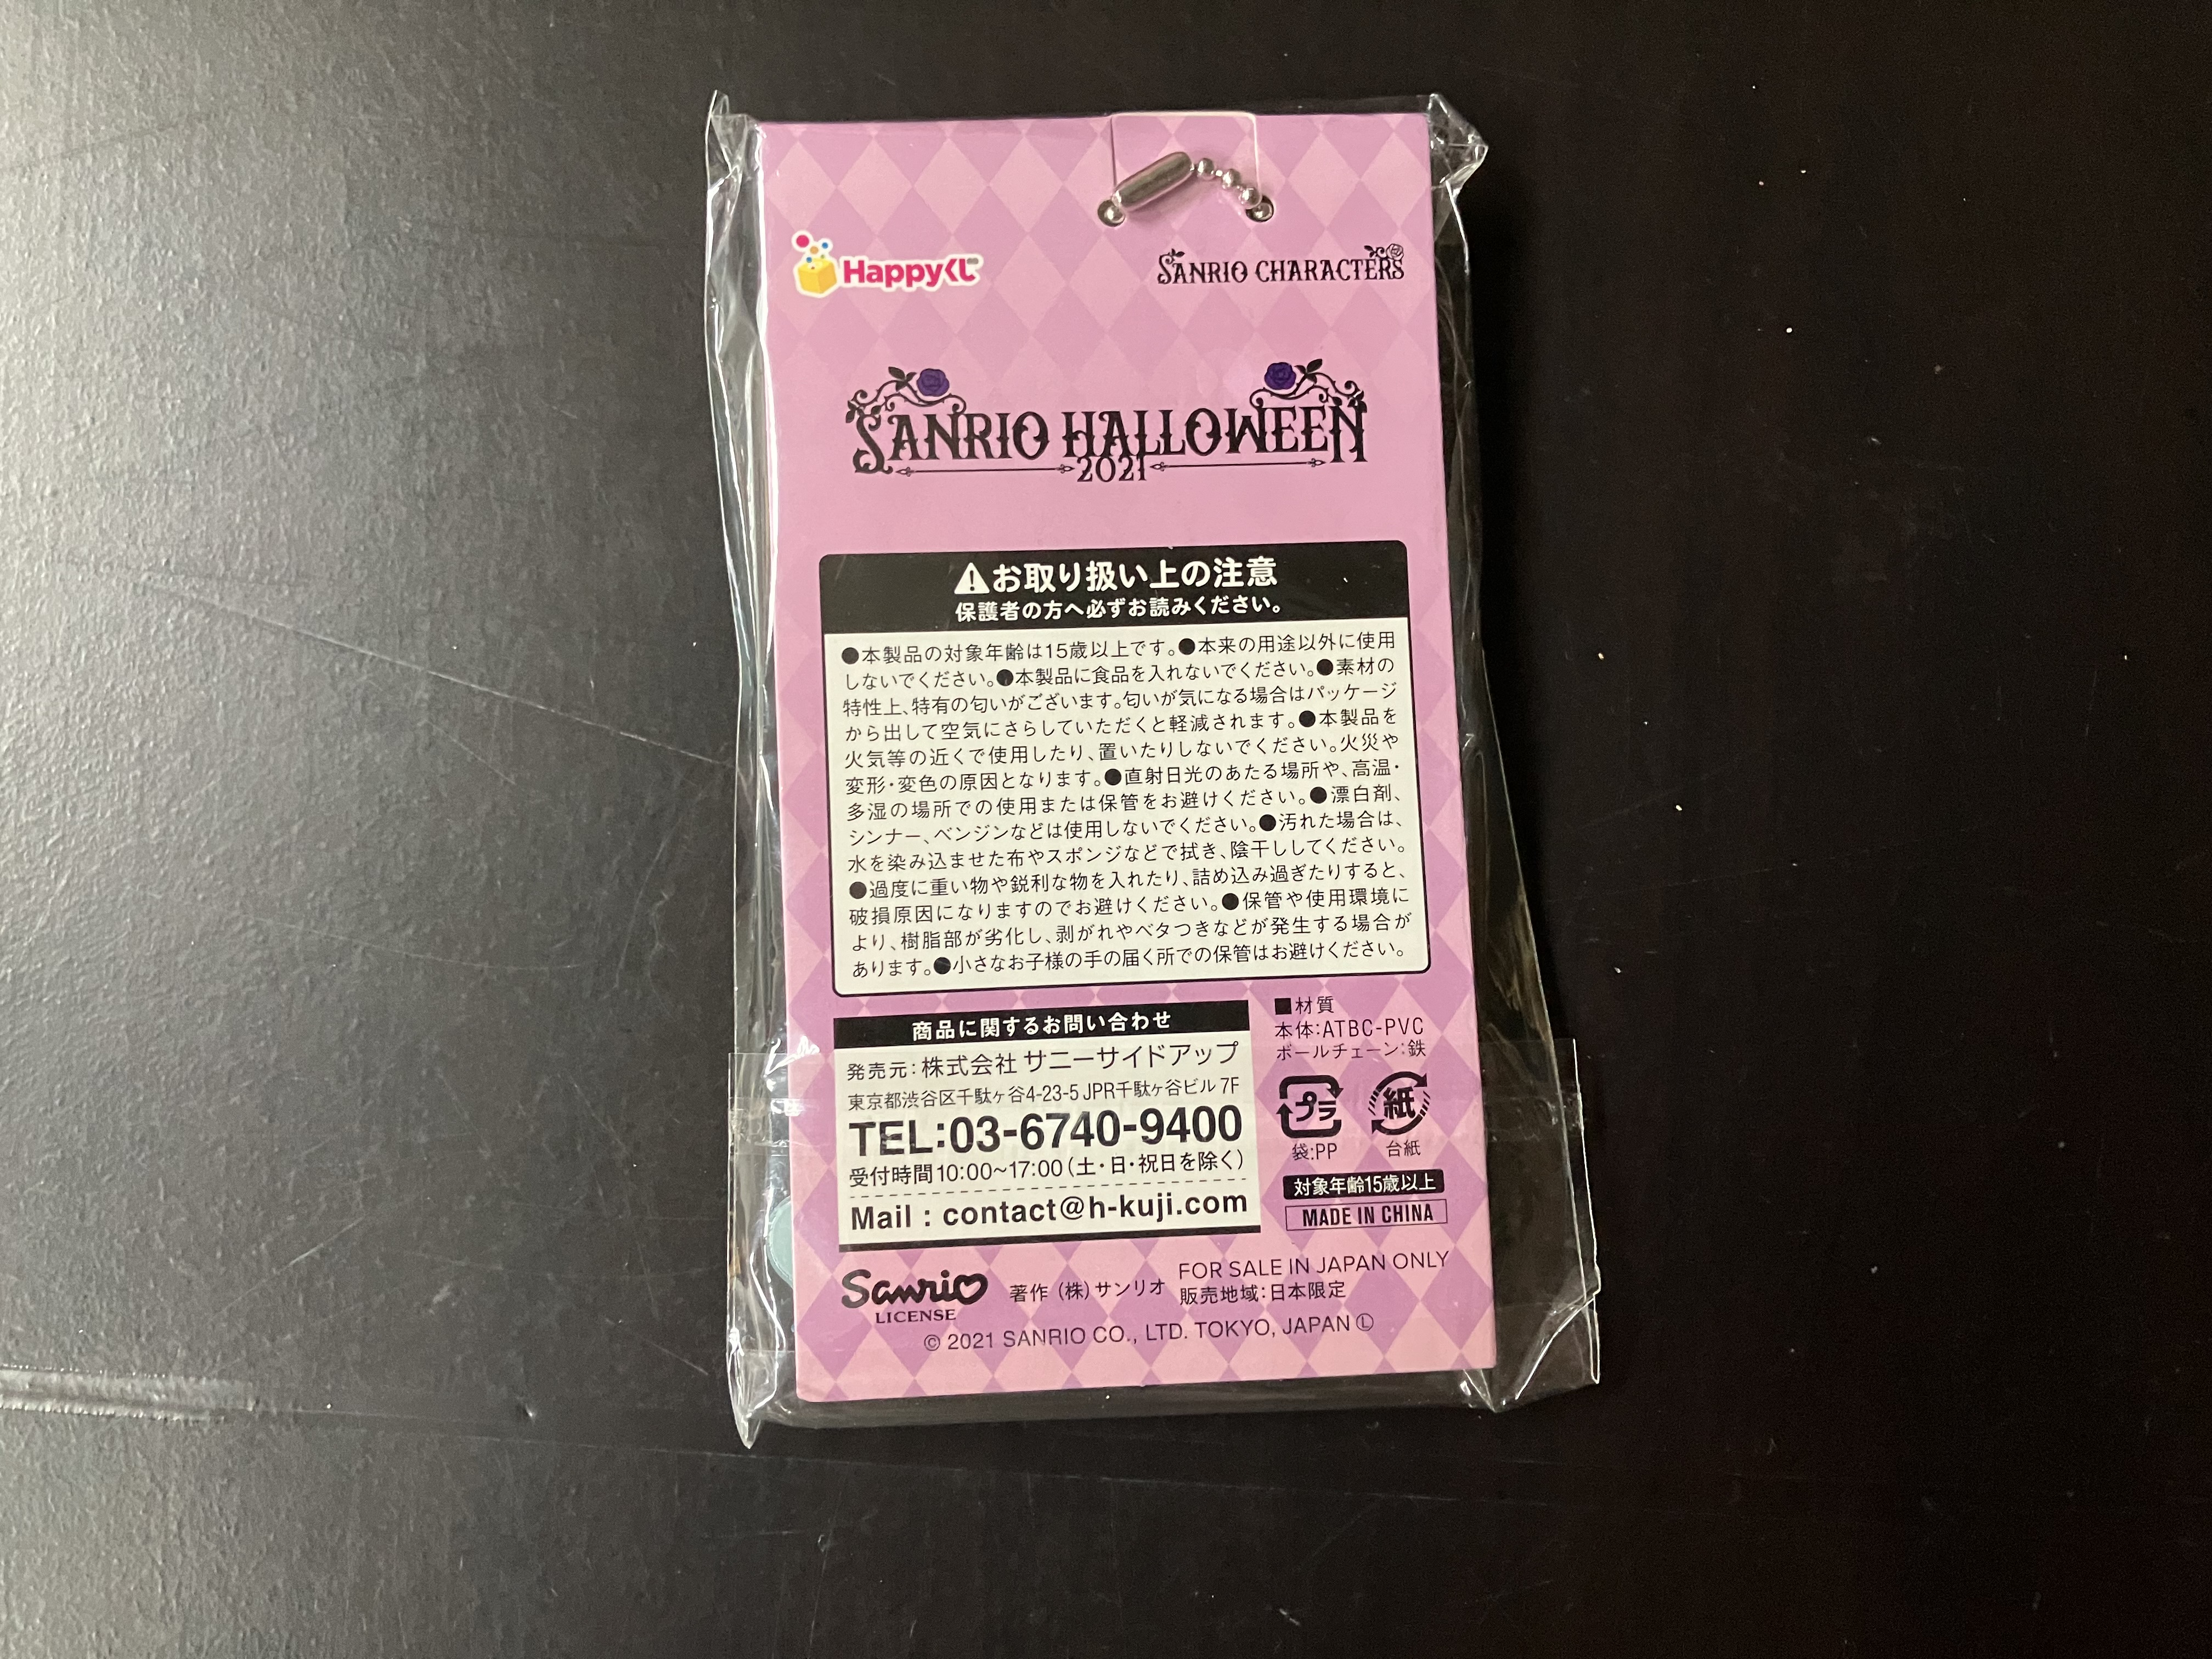 Happyくじ
SANRIO CHARACTERS
SANRIO HALLOWEEN
2021
お取り扱い上の注意
保護者の方へ必ずお読みください。
●本製品の対象年齢は15歳以上です。●本来の用途以外に使用
しないでください。●本製品に食品を入れないでください。●素材の
特性上、特有の匂いがございます。匂いが気になる場合はパッケージ
から出して空気にさらしていただくと軽減されます。●本製品を
火気等の近くで使用したり、置いたりしないでください。火災や
変形・変色の原因となります。●直射日光のあたる場所や、高温・
多湿の場所での使用または保管をお避けください。●漂白剤、
シンナー、ベンジンなどは使用しないでください。●汚れた場合は、
水を染み込ませた布やスポンジなどで拭き、陰干ししてください。
●過度に重い物や鋭利な物を入れたり、詰め込み過ぎたりすると、
破損原因になりますのでお避けください。●保管や使用環境に
より、樹脂部が劣化し、剥がれやベタつきなどが発生する場合が
あります。●小さなお子様の手の届く所での保管はお避けください。
商品に関するお問い合わせ
発売元：株式会社 サニーサイドアップ
東京都渋谷区千駄ヶ谷4-23-5 JPR千駄ヶ谷ビル 7F
TEL:03-6740-9400
受付時間10:00~17:00（土・日・祝日を除く）
Mail : contact@h-kuji.com
■材質
本体:ATBC-PVC
ボールチェーン:鉄
プラ
紙
袋:PP
台紙
対象年齢15歳以上
MADE IN CHINA
Sanrio
LICENSE
著作（株）サンリオ
FOR SALE IN JAPAN ONLY
販売地域:日本限定
© 2021 SANRIO CO., LTD. TOKYO, JAPAN Ⓛ